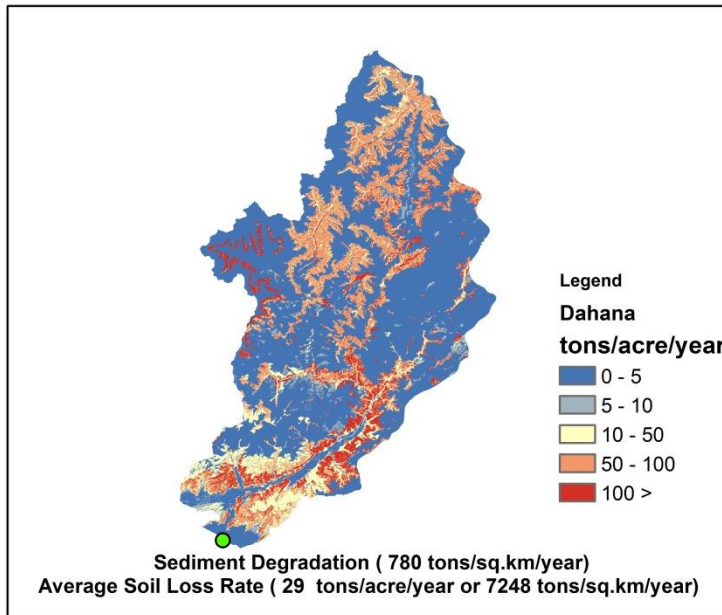 Legend
Dahana
tons/acre/year
0 - 5
5 - 10
10 - 50
50 - 100
100 >
Sediment Degradation ( 780 tons/sq.km/year)
Average Soil Loss Rate ( 29 tons/acre/year or 7248 tons/sq.km/year)